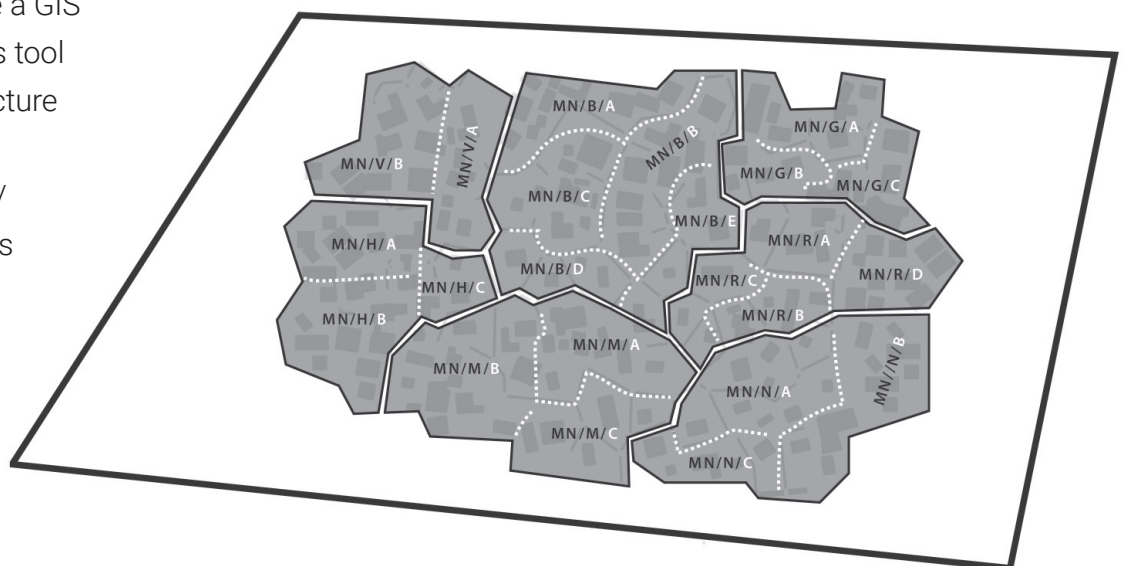 e a GIS
s tool
cture
y
s
MN/V/B
MN/V/A
MN/B/A
MN/B/B
MN/B/C
MN/B/D
MN/B/E
MN/G/A
MN/G/B
MN/G/C
MN/H/A
MN/H/B
MN/H/C
MN/R/A
MN/R/C
MN/R/B
MN/R/D
MN/M/A
MN/M/B
MN/M/C
MN/N/A
MN//N/B
MN/N/C